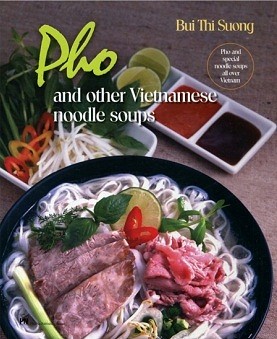 Bui Thi Suong
Pho
and other Vietnamese
noodle soups
Pho and
special
noodle soups
all over
Vietnam